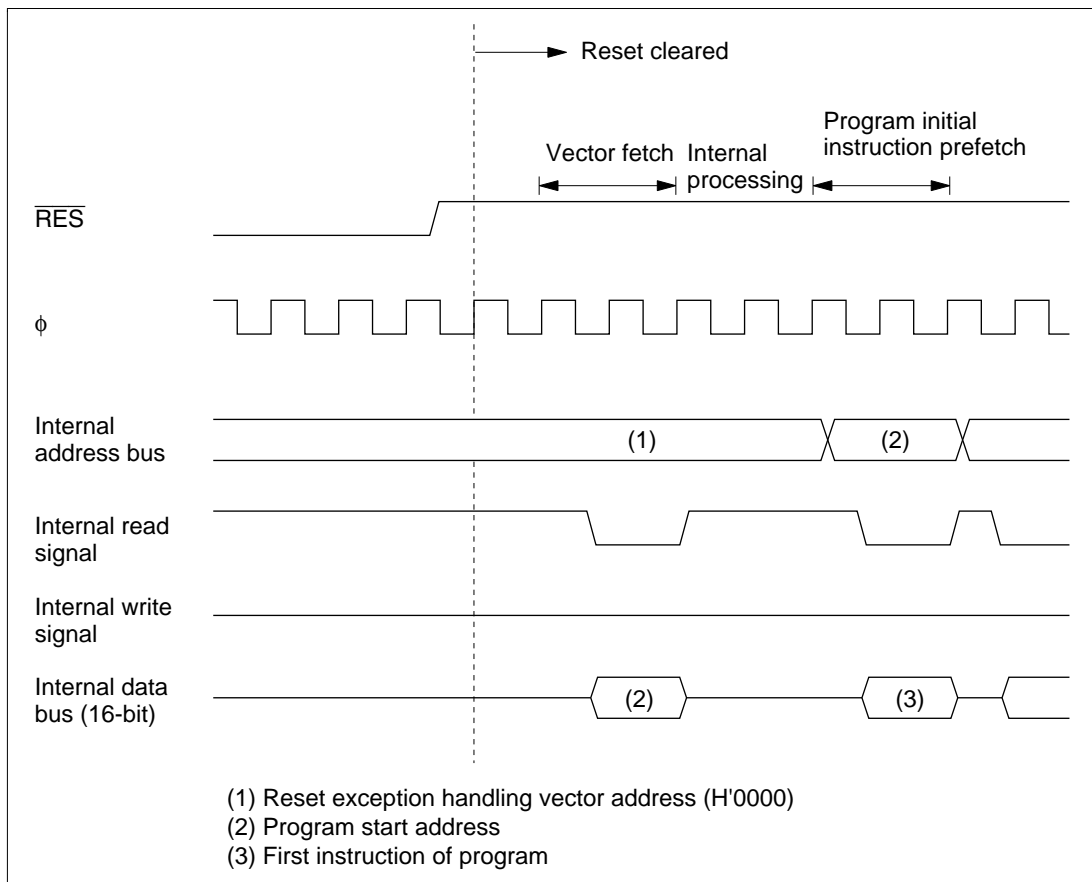 Reset cleared
Program initial
instruction prefetch
Vector fetch
Internal
processing
RES
ϕ
Internal
address bus
(1)
(2)
Internal read
signal
Internal write
signal
Internal data
bus (16-bit)
(2)
(3)
(1) Reset exception handling vector address (H'0000)
(2) Program start address
(3) First instruction of program